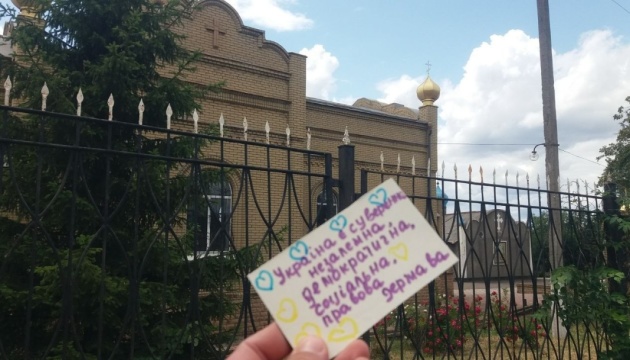 Україна суверенна,
незалежна,
демократична,
соціальна,
правова держава